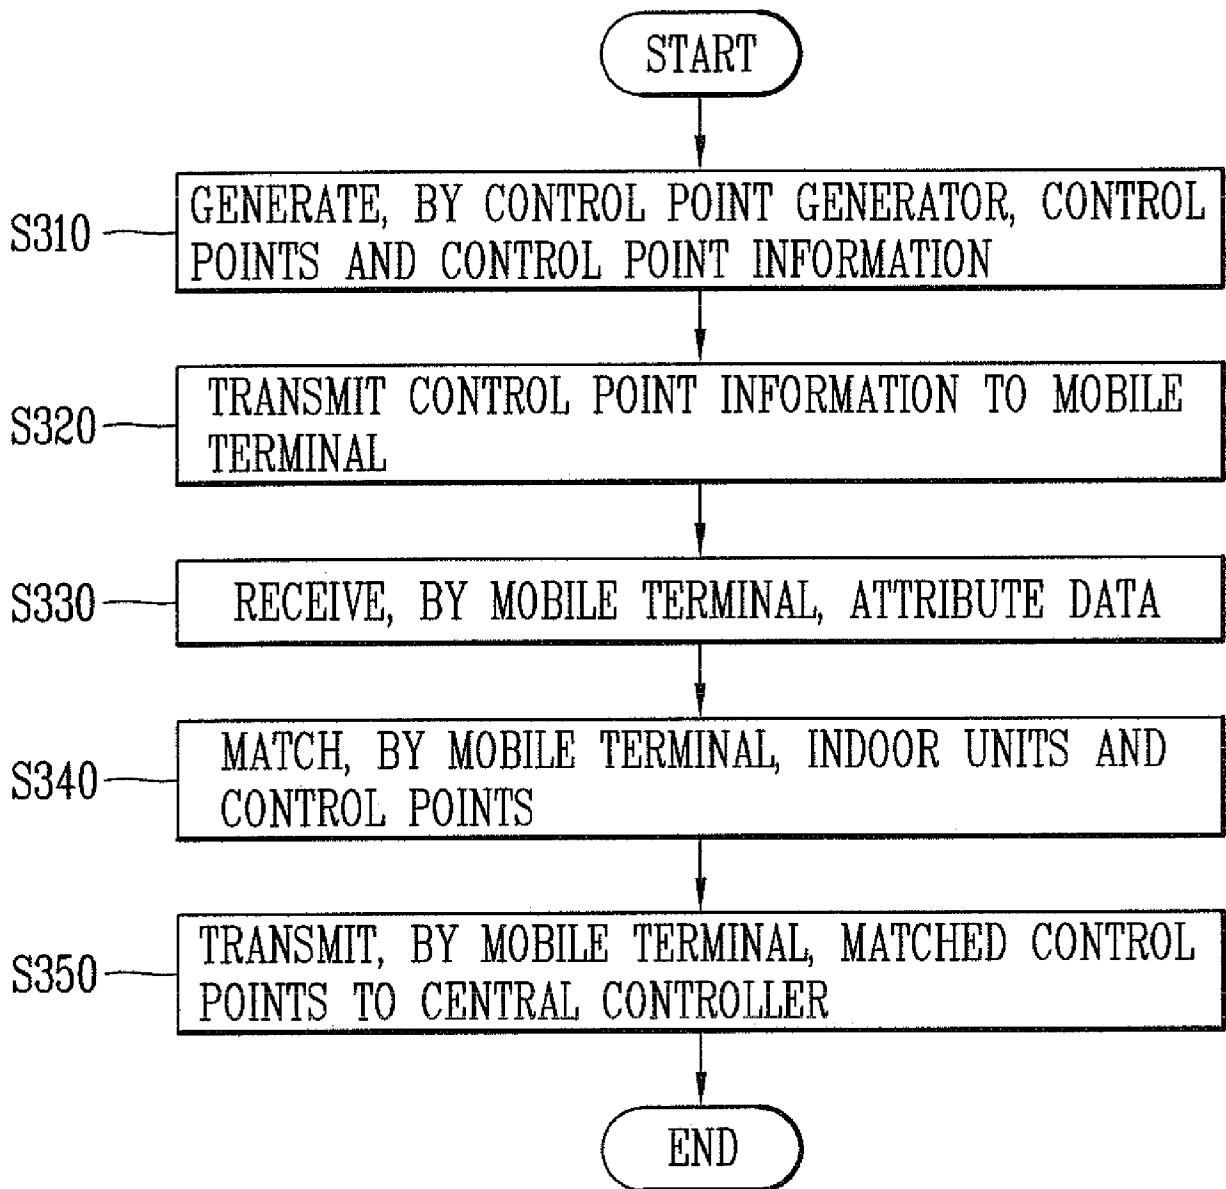 START
S310
GENERATE, BY CONTROL POINT GENERATOR, CONTROL
POINTS AND CONTROL POINT INFORMATION
S320
TRANSMIT CONTROL POINT INFORMATION TO MOBILE
TERMINAL
S330
RECEIVE, BY MOBILE TERMINAL, ATTRIBUTE DATA
S340
MATCH, BY MOBILE TERMINAL, INDOOR UNITS AND
CONTROL POINTS
S350
TRANSMIT, BY MOBILE TERMINAL, MATCHED CONTROL
POINTS TO CENTRAL CONTROLLER
END